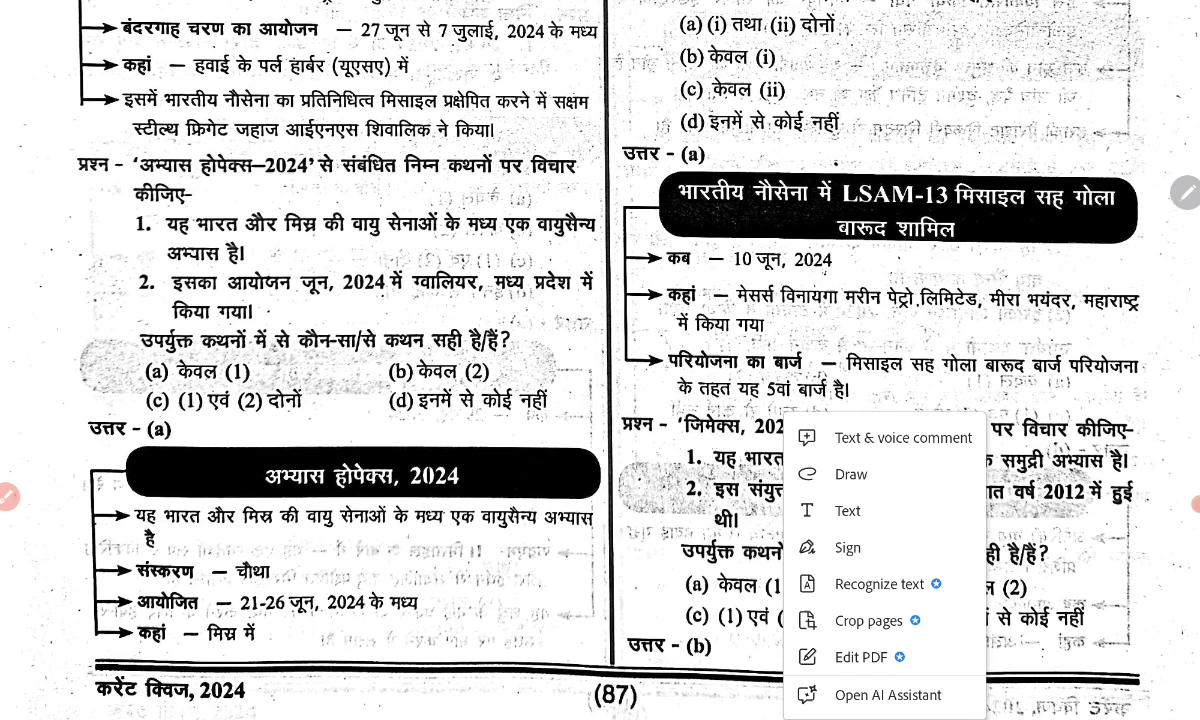 बंदरगाह चरण का आयोजन – 27 जून से 7 जुलाई, 2024 के मध्य
कहां – हवाई के पर्ल हार्बर (यूएसए) में
इसमें भारतीय नौसेना का प्रतिनिधित्व मिसाइल प्रक्षेपित करने में सक्षम
स्टील्थ फ्रिगेट जहाज आईएनएस शिवालिक ने किया।
प्रश्न - 'अभ्यास होपेक्स–2024' से संबंधित निम्न कथनों पर विचार
कीजिए-
1. यह भारत और मिस्र की वायु सेनाओं के मध्य एक वायुसैन्य
अभ्यास है।
2. इसका आयोजन जून, 2024 में ग्वालियर, मध्य प्रदेश में
किया गया।
उपर्युक्त कथनों में से कौन-सा/से कथन सही है/हैं?
(a) केवल (1) (b) केवल (2)
(c) (1) एवं (2) दोनों (d) इनमें से कोई नहीं
उत्तर - (a)
अभ्यास होपेक्स, 2024
यह भारत और मिस्र की वायु सेनाओं के मध्य एक वायुसैन्य अभ्यास
है
संस्करण – चौथा
आयोजित – 21-26 जून, 2024 के मध्य
कहां – मिस्र में
(a) (i) तथा (ii) दोनों
(b) केवल (i)
(c) केवल (ii)
(d) इनमें से कोई नहीं
उत्तर - (a)
भारतीय नौसेना में LSAM-13 मिसाइल सह गोला
बारूद शामिल
कब – 10 जून, 2024
कहां – मेसर्स विनायगा मरीन पेट्रो लिमिटेड, मीरा भयंदर, महाराष्ट्र
में किया गया
परियोजना का बार्ज – मिसाइल सह गोला बारूद बार्ज परियोजना
के तहत यह 5वां बार्ज है।
प्रश्न - 'जिमेक्स, 202 पर विचार कीजिए-
1. यह भारत समुद्री अभ्यास है।
2. इस संयुक्त वर्ष 2012 में हुई
थी।
उपर्युक्त कथनों ही है/हैं?
(a) केवल (1 (2)
(c) (1) एवं ( से कोई नहीं
उत्तर - (b)
Text & voice comment
Draw
Text
Sign
Recognize text
Crop pages
Edit PDF
Open AI Assistant
करेंट क्विज, 2024
(87)